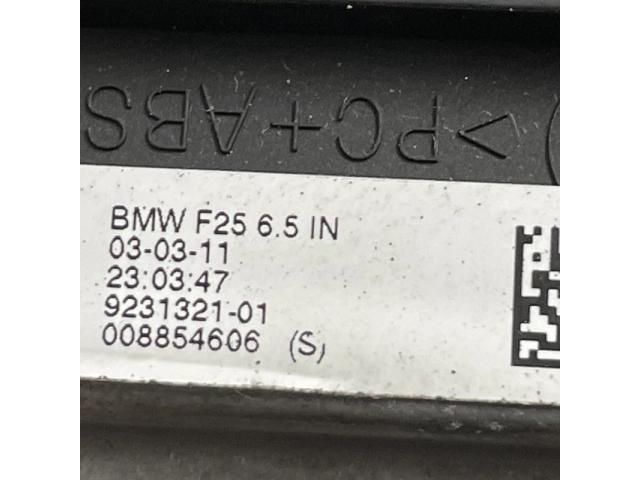 >PC+ABS
BMW F25 6.5 IN
03-03-11
23:03:47
9231321-01
008854606 (S)